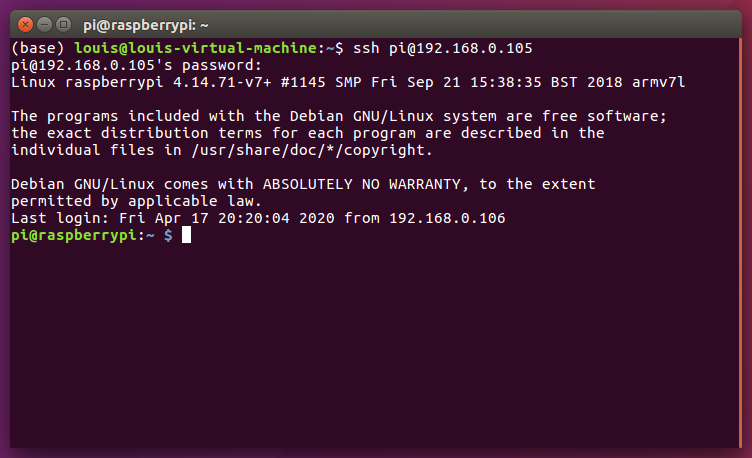 pi@raspberrypi: ~
(base) louis@louis-virtual-machine:~$ ssh pi@192.168.0.105
pi@192.168.0.105's password:
Linux raspberrypi 4.14.71-v7+ #1145 SMP Fri Sep 21 15:38:35 BST 2018 armv7l
The programs included with the Debian GNU/Linux system are free software;
the exact distribution terms for each program are described in the
individual files in /usr/share/doc/*/copyright.
Debian GNU/Linux comes with ABSOLUTELY NO WARRANTY, to the extent
permitted by applicable law.
Last login: Fri Apr 17 20:20:04 2020 from 192.168.0.106
pi@raspberrypi:~ $